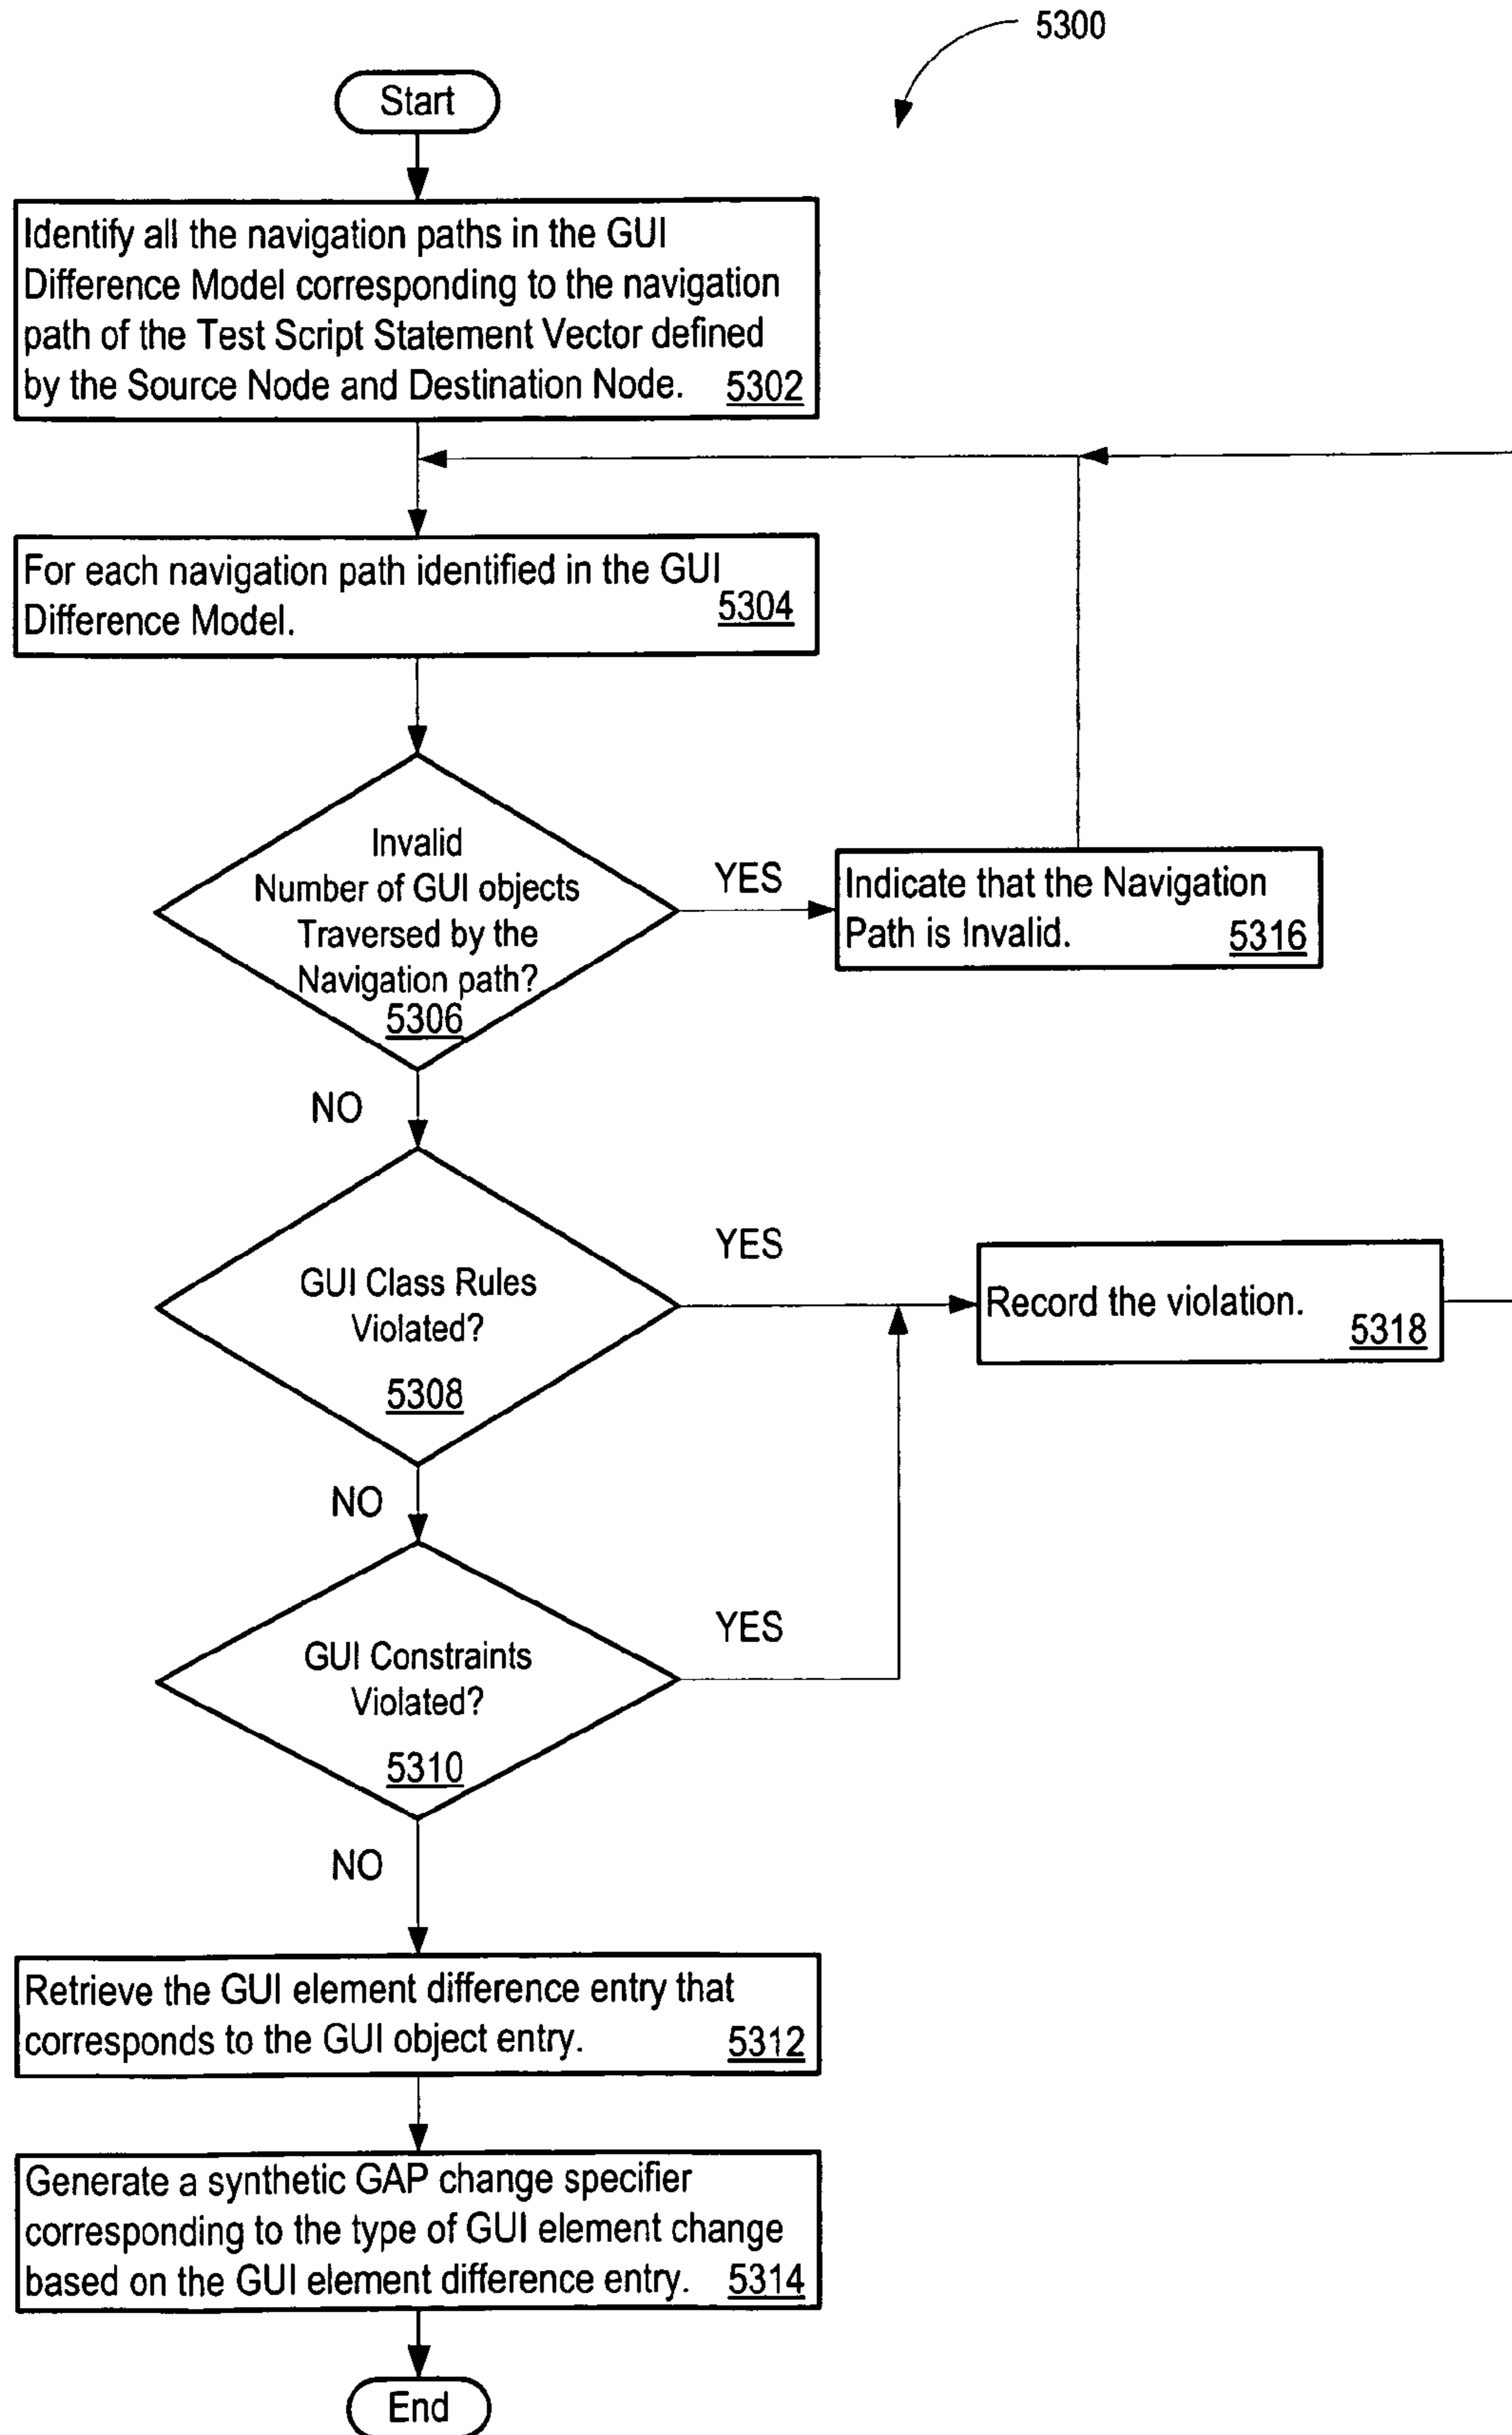 5300
Start
Identify all the navigation paths in the GUI
Difference Model corresponding to the navigation
path of the Test Script Statement Vector defined
by the Source Node and Destination Node. 5302
For each navigation path identified in the GUI
Difference Model. 5304
Invalid
Number of GUI objects
Traversed by the
Navigation path?
5306
YES
Indicate that the Navigation
Path is Invalid. 5316
NO
GUI Class Rules
Violated?
5308
YES
Record the violation.
5318
NO
GUI Constraints
Violated?
5310
YES
NO
Retrieve the GUI element difference entry that
corresponds to the GUI object entry. 5312
Generate a synthetic GAP change specifier
corresponding to the type of GUI element change
based on the GUI element difference entry. 5314
End